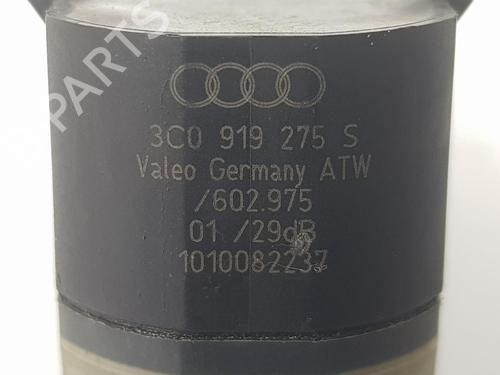 PARTS
3C0 919 275 S
Valeo Germany ATW
/602.975
01 /29dB
1010082237